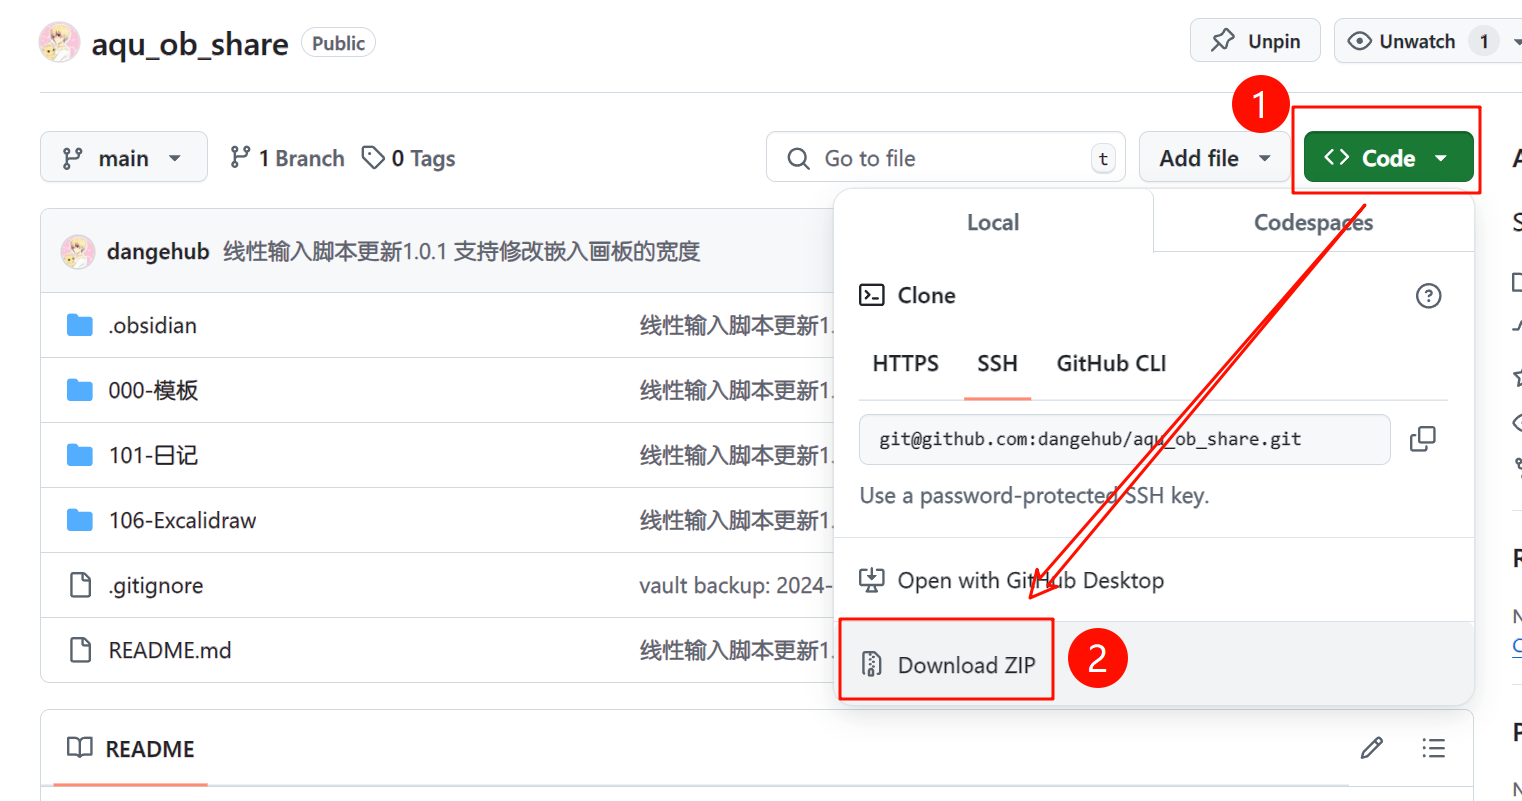 aqu_ob_share Public
Unpin
Unwatch 1
1
main
1 Branch
0 Tags
Go to file t
Add file
Code
dangehub 线性输入脚本更新1.0.1 支持修改嵌入画板的宽度
Local
Codespaces
Clone
.obsidian 线性输入脚本更新1.
HTTPS SSH GitHub CLI
000-模板 线性输入脚本更新1.
git@github.com:dangehub/aqu_ob_share.git
101-日记 线性输入脚本更新1.
Use a password-protected SSH key.
106-Excalidraw 线性输入脚本更新1.
.gitignore vault backup: 2024-
Open with GitHub Desktop
README.md 线性输入脚本更新1.
Download ZIP
2
README